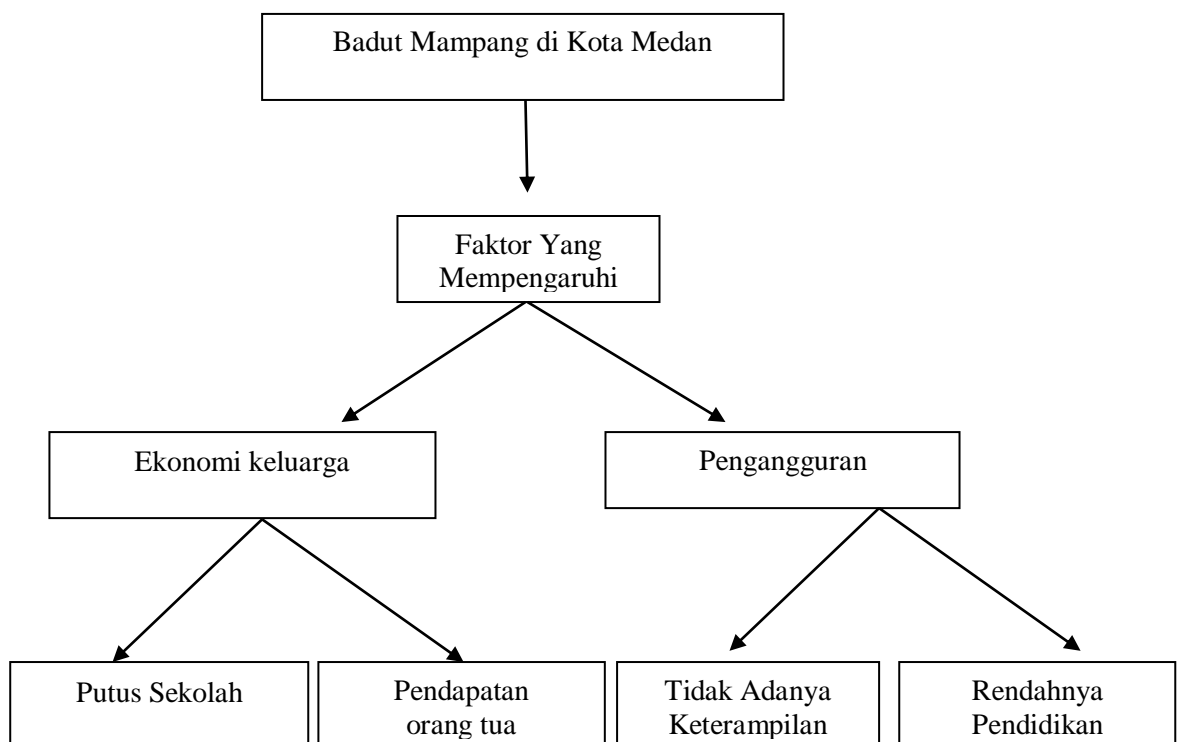 Badut Mampang di Kota Medan
Faktor Yang
Mempengaruhi
Ekonomi keluarga
Pengangguran
Putus Sekolah
Pendapatan
orang tua
Tidak Adanya
Keterampilan
Rendahnya
Pendidikan